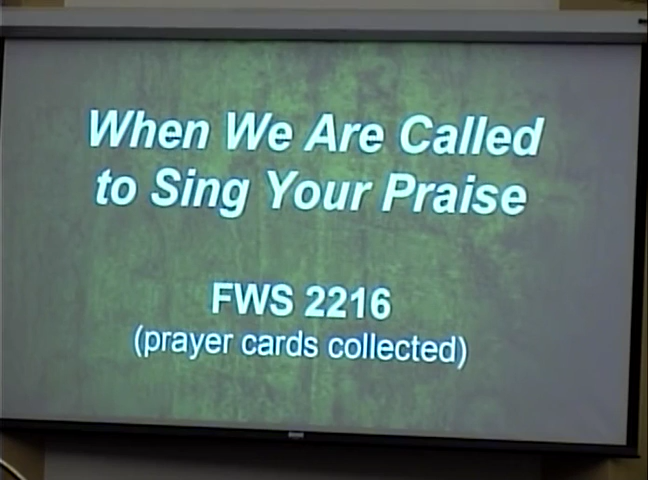 When We Are Called
to Sing Your Praise
FWS 2216
(prayer cards collected)